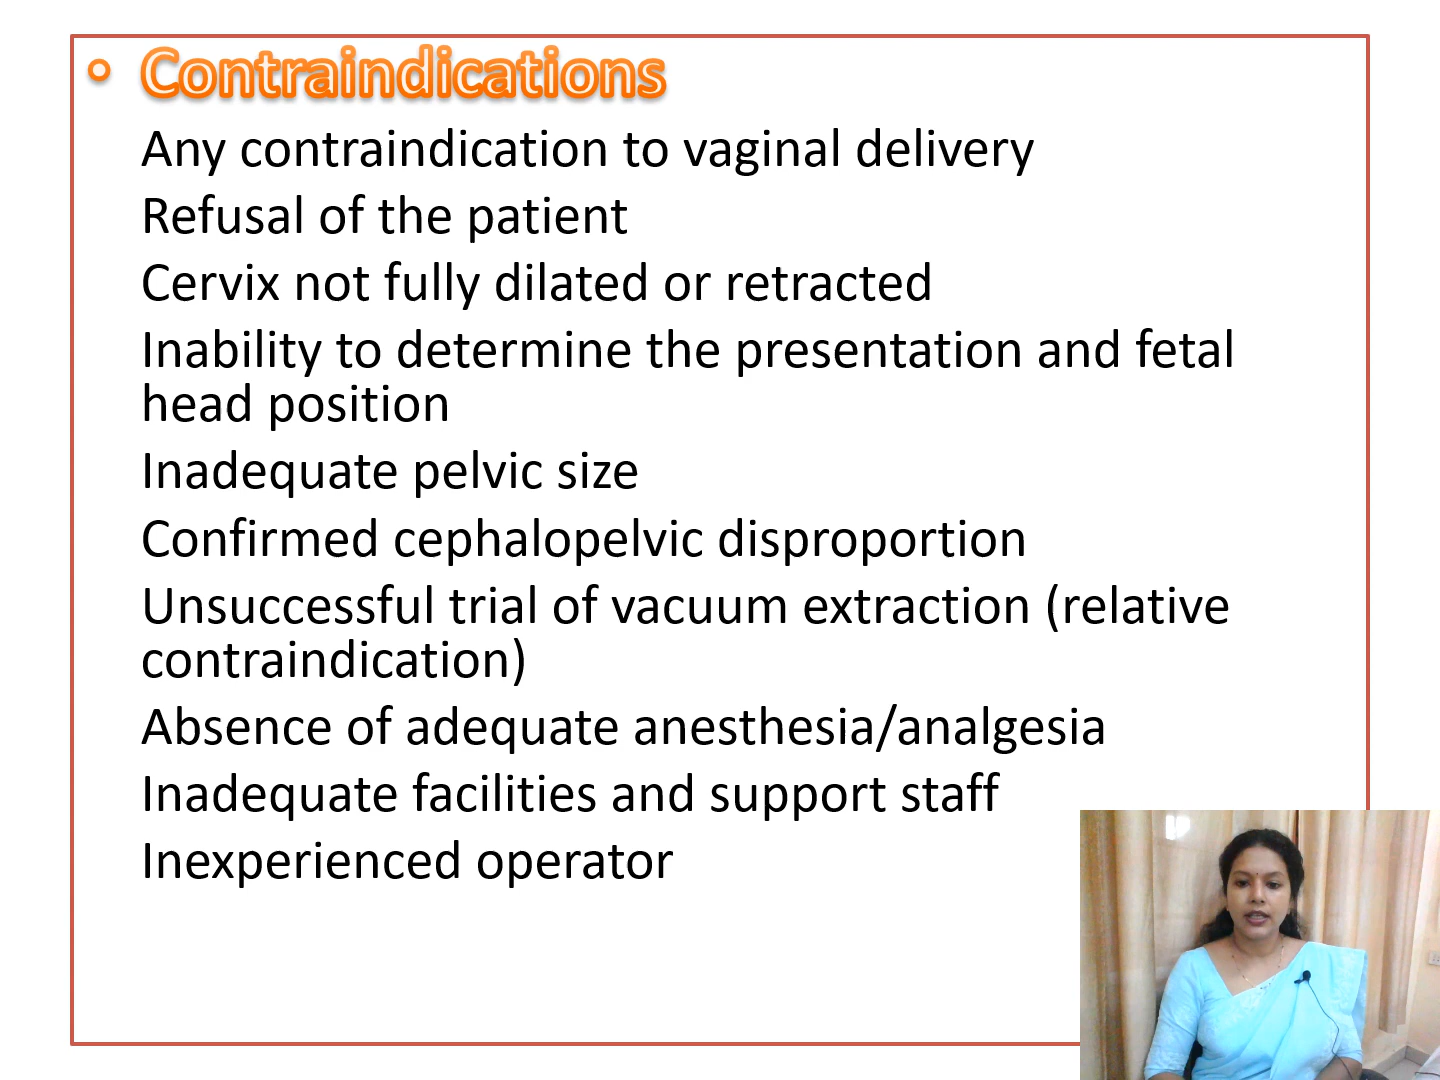 • Contraindications
Any contraindication to vaginal delivery
Refusal of the patient
Cervix not fully dilated or retracted
Inability to determine the presentation and fetal
head position
Inadequate pelvic size
Confirmed cephalopelvic disproportion
Unsuccessful trial of vacuum extraction (relative
contraindication)
Absence of adequate anesthesia/analgesia
Inadequate facilities and support staff
Inexperienced operator